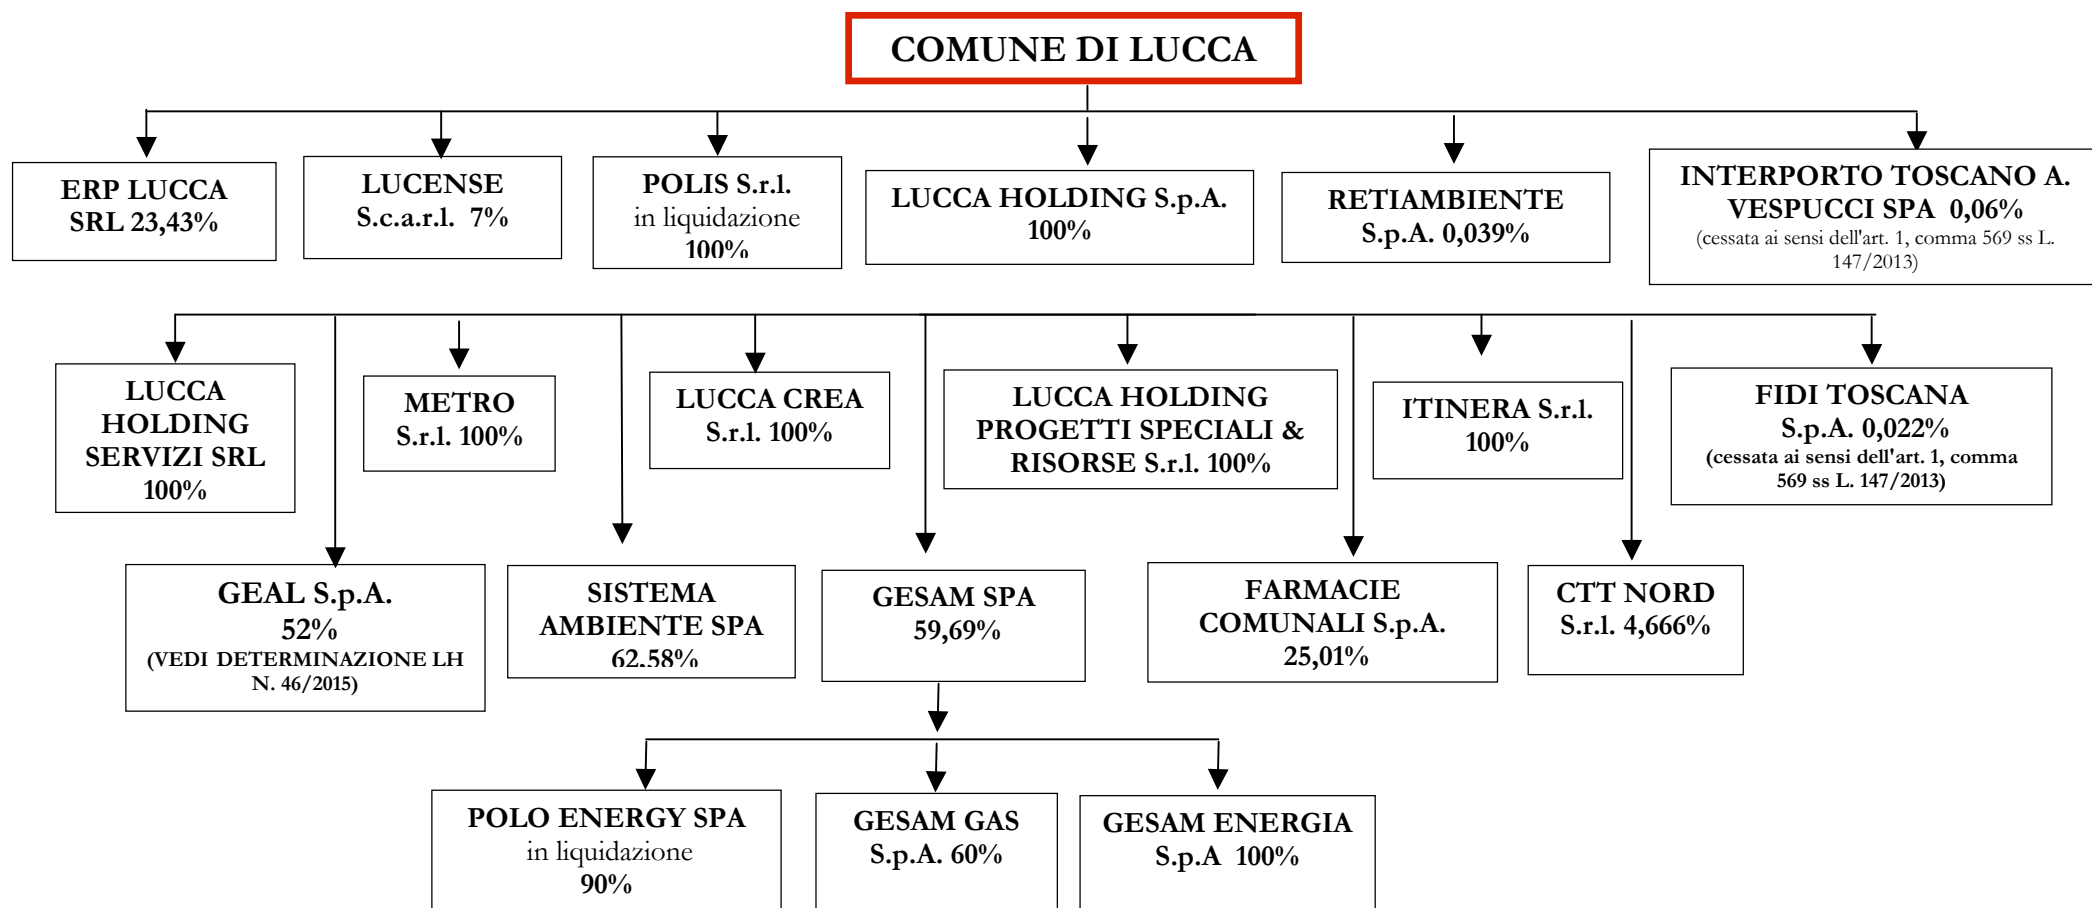 COMUNE DI LUCCA
ERP LUCCA
SRL 23,43%
LUCENSE
S.c.a.r.l. 7%
POLIS S.r.l.
in liquidazione
100%
LUCCA HOLDING S.p.A.
100%
RETIAMBIENTE
S.p.A. 0,039%
INTERPORTO TOSCANO A.
VESPUCCI SPA 0,06%
(cessata ai sensi dell'art. 1, comma 569 ss L.
147/2013)
LUCCA
HOLDING
SERVIZI SRL
100%
METRO
S.r.l. 100%
LUCCA CREA
S.r.l. 100%
LUCCA HOLDING
PROGETTI SPECIALI &
RISORSE S.r.l. 100%
ITINERA S.r.l.
100%
FIDI TOSCANA
S.p.A. 0,022%
(cessata ai sensi dell'art. 1, comma
569 ss L. 147/2013)
GEAL S.p.A.
52%
(VEDI DETERMINAZIONE LH
N. 46/2015)
SISTEMA
AMBIENTE SPA
62,58%
GESAM SPA
59,69%
FARMACIE
COMUNALI S.p.A.
25,01%
CTT NORD
S.r.l. 4,666%
POLO ENERGY SPA
in liquidazione
90%
GESAM GAS
S.p.A. 60%
GESAM ENERGIA
S.p.A 100%